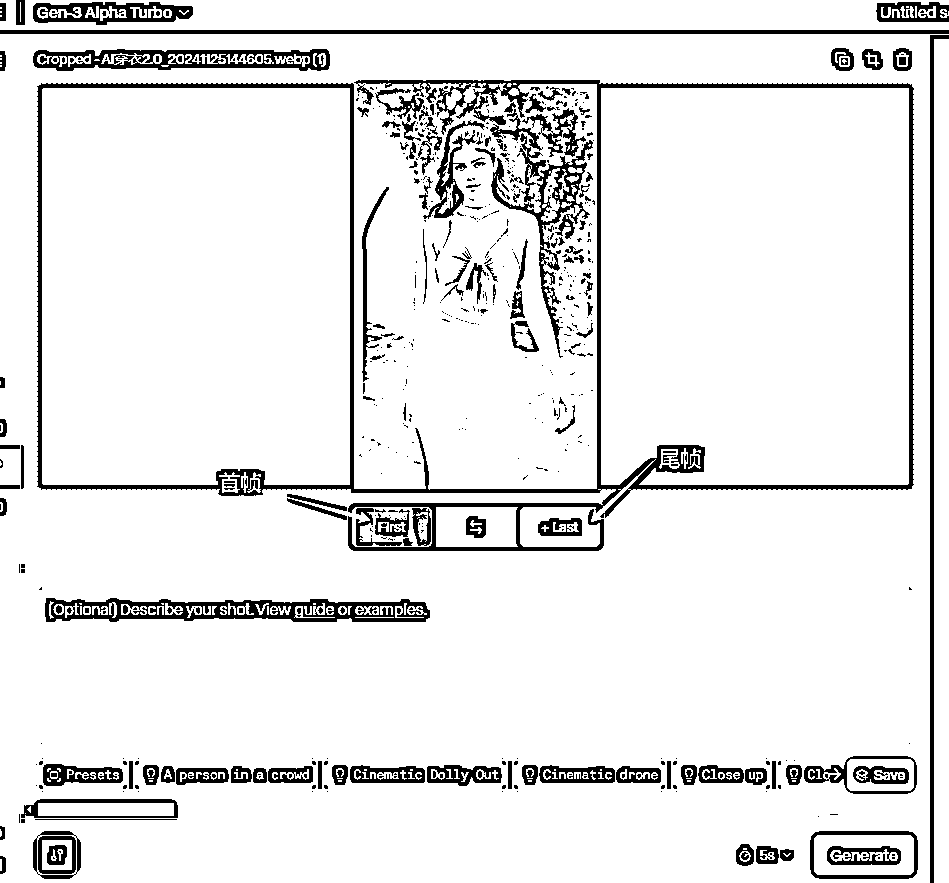 Gen-3 Alpha Turbo
Untitled s
Cropped - AI穿衣2.0_20241125144605.webp (1)
首帧
尾帧
First
+ Last
(Optional) Describe your shot. View guide or examples.
Presets
A person in a crowd
Cinematic Dolly Out
Cinematic drone
Close up
Clo
Save
5s
Generate